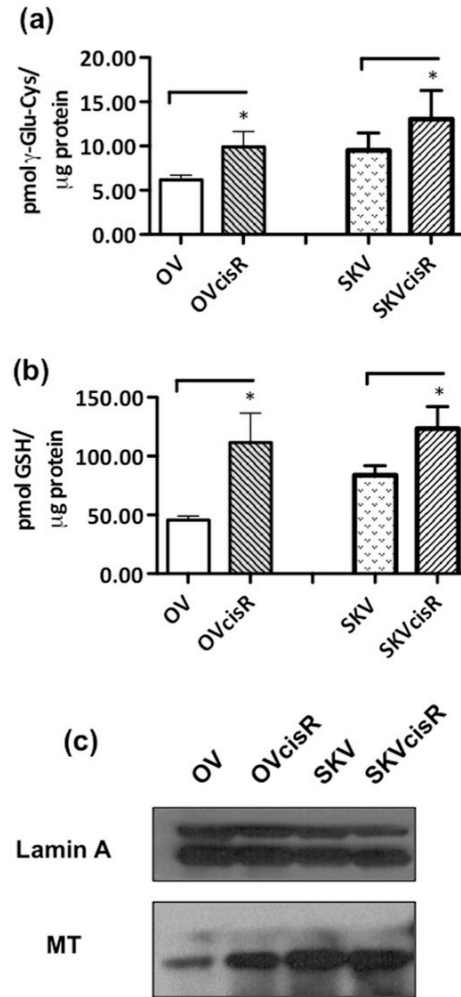 (a)
pmol γ-Glu-Cys/
μg protein
20.00
15.00
10.00
5.00
0.00
*
*
OV
OVcisR
SKV
SKVcisR
(b)
pmol GSH/
μg protein
150.00
100.00
50.00
0.00
*
*
OV
OVcisR
SKV
SKVcisR
(c)
OV
OVcisR
SKV
SKVcisR
Lamin A
MT